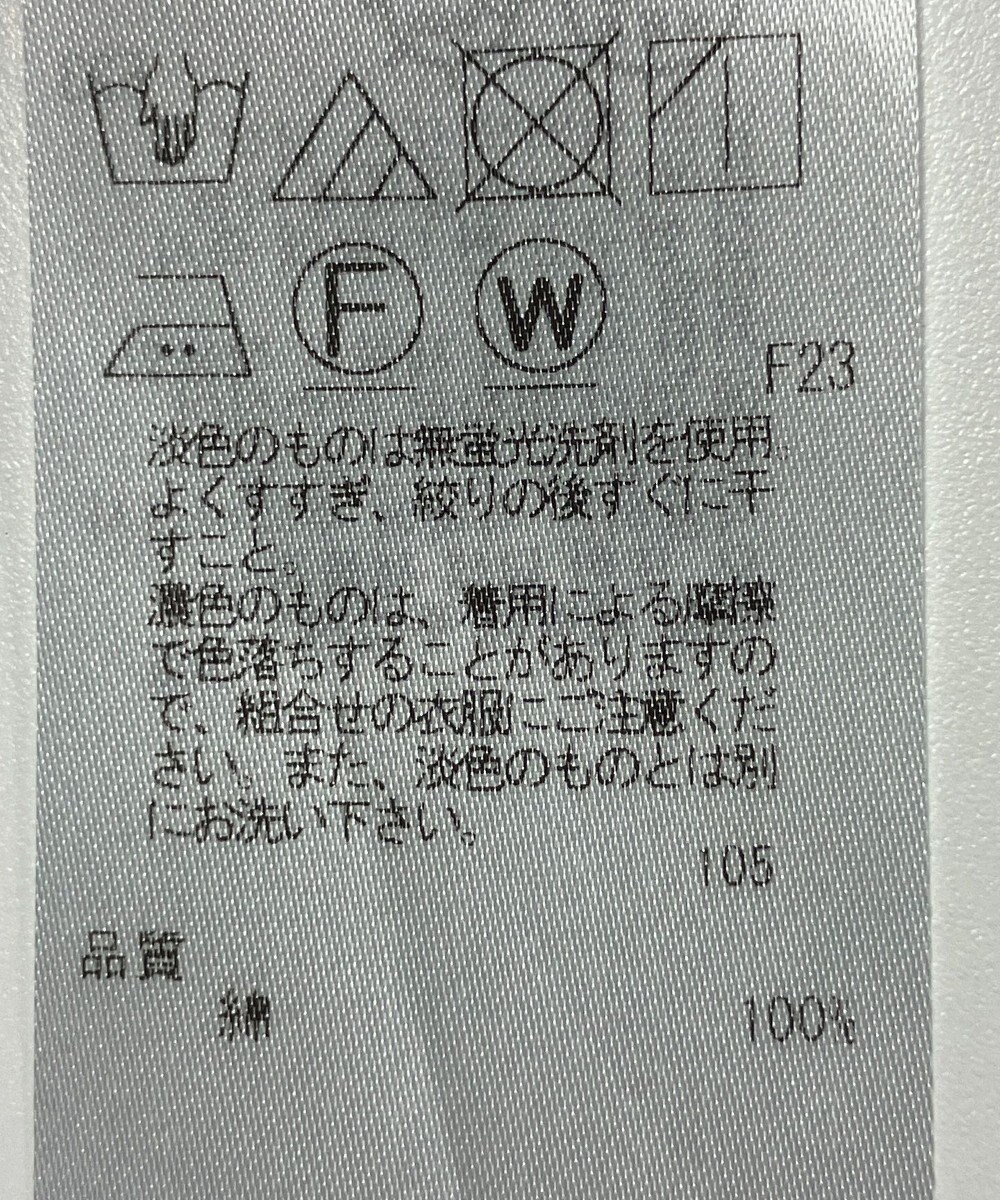 F
W
F23
淡色のものは無蛍光洗剤を使用。
よくすすぎ、絞りの後すぐに干
すこと。
濃色のものは、着用による摩擦
で色落ちすることがありますの
で、組合せの衣服にご注意くだ
さい。また、淡色のものとは別
にお洗い下さい。
105
品質
綿 100%